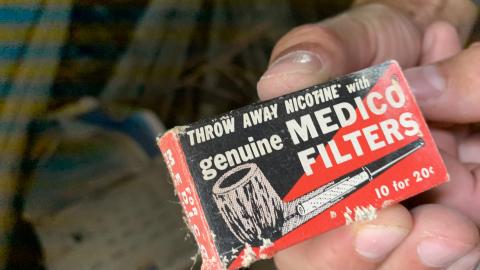 THROW AWAY NICOTINE* with
genuine MEDICO
FILTERS
10 for 20¢